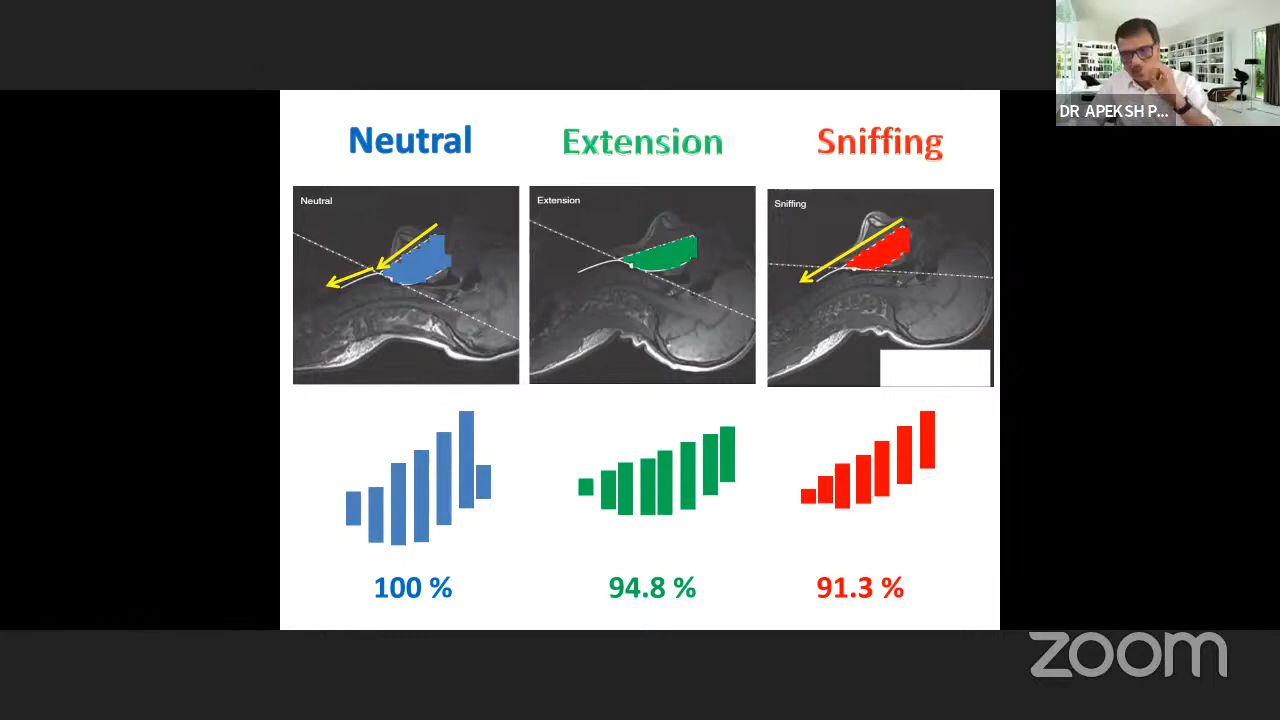 DR APEKSH P...
Neutral
Extension
Sniffing
Neutral
Extension
Sniffing
100 %
94.8 %
91.3 %
zoom